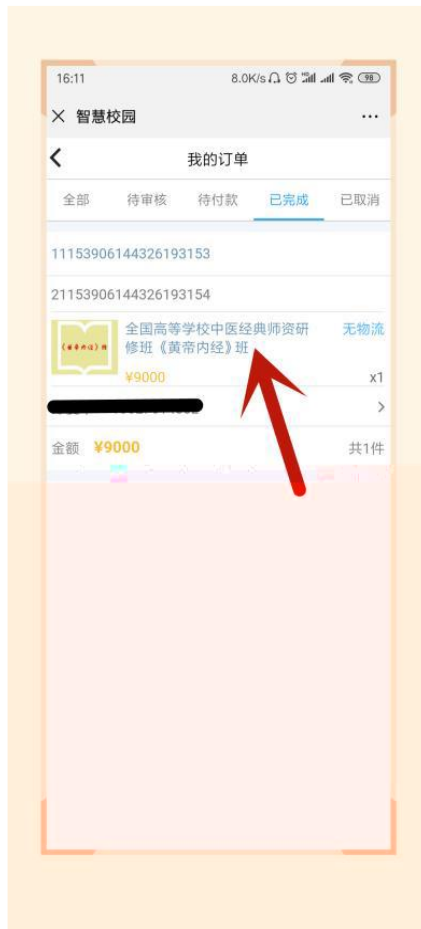 16:11 8.0K/s 98
智慧校园
我的订单
全部 待审核 待付款 已完成 已取消
11153906144326193153
21153906144326193154
全国高等学校中医经典师资研 无物流
修班《黄帝内经》班
¥9000 x1
金额 ¥9000 共1件